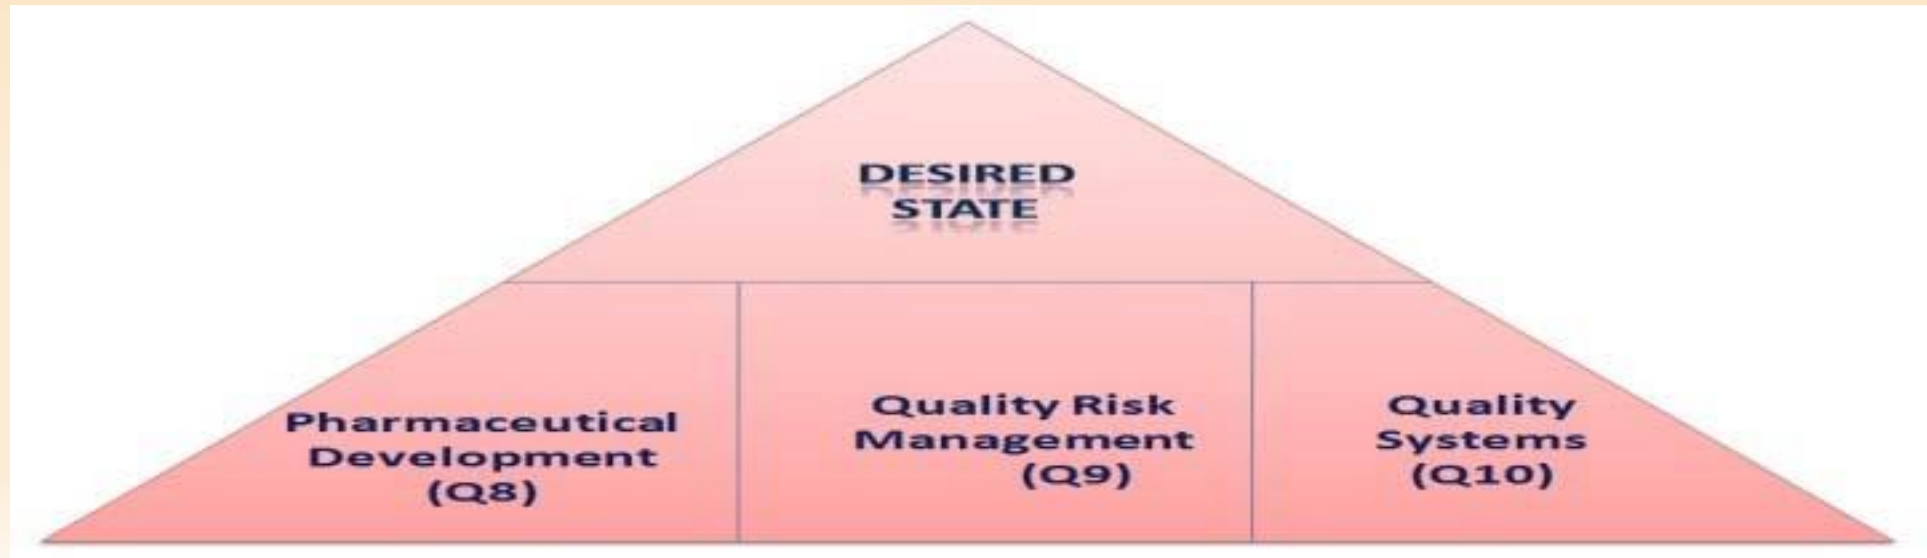 DESIRED
STATE
Pharmaceutical
Development
(Q8)
Quality Risk
Management
(Q9)
Quality
Systems
(Q10)